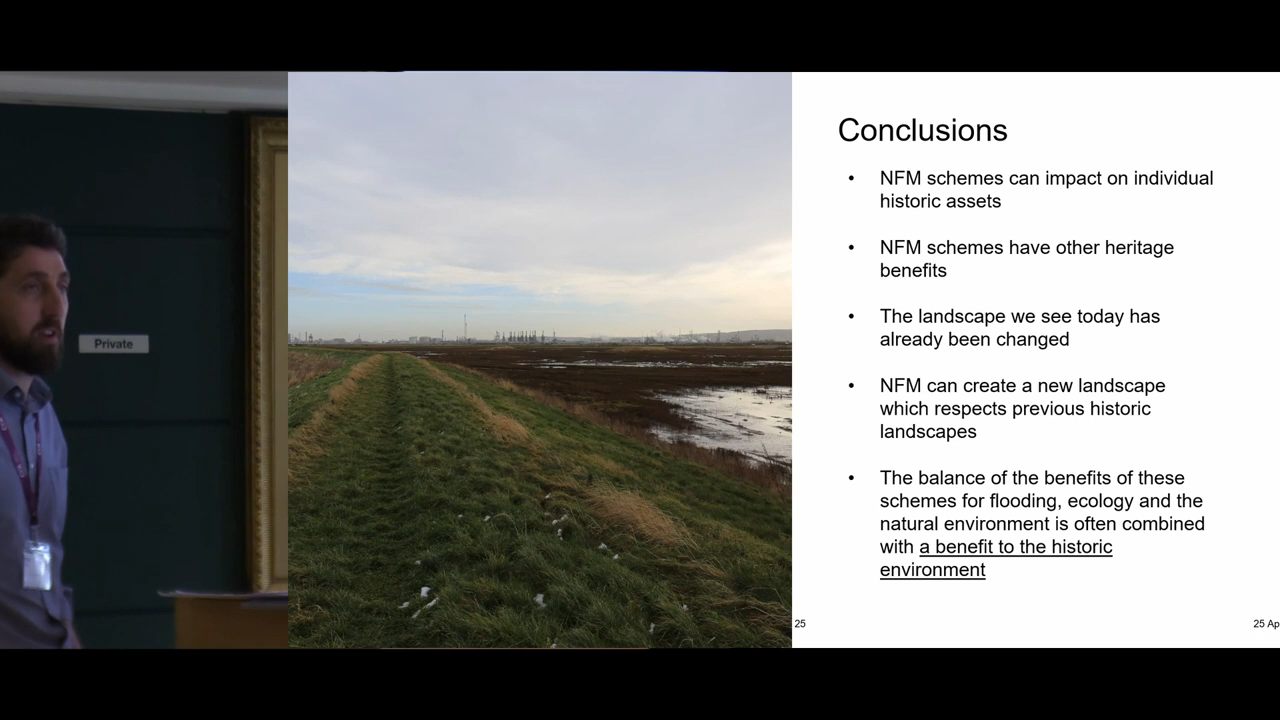 Private
Conclusions
• NFM schemes can impact on individual
historic assets
• NFM schemes have other heritage
benefits
• The landscape we see today has
already been changed
• NFM can create a new landscape
which respects previous historic
landscapes
• The balance of the benefits of these
schemes for flooding, ecology and the
natural environment is often combined
with a benefit to the historic
environment
25
25 Ap